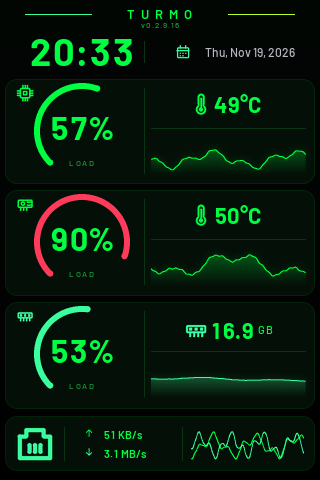 TURMO
v0.2.9.16
20:33
Thu, Nov 19, 2026
57%
LOAD
49°C
90%
LOAD
50°C
53%
LOAD
16.9 GB
↑ 51 KB/s
↓ 3.1 MB/s